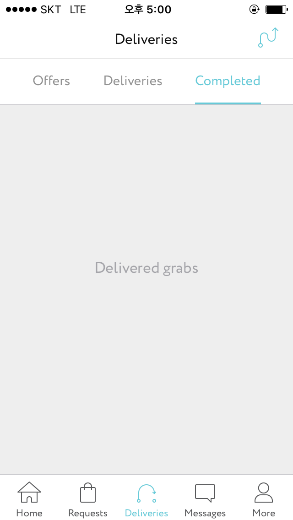 SKT LTE 오후 5:00
Deliveries
Offers Deliveries Completed
Delivered grabs
Home Requests Deliveries Messages More